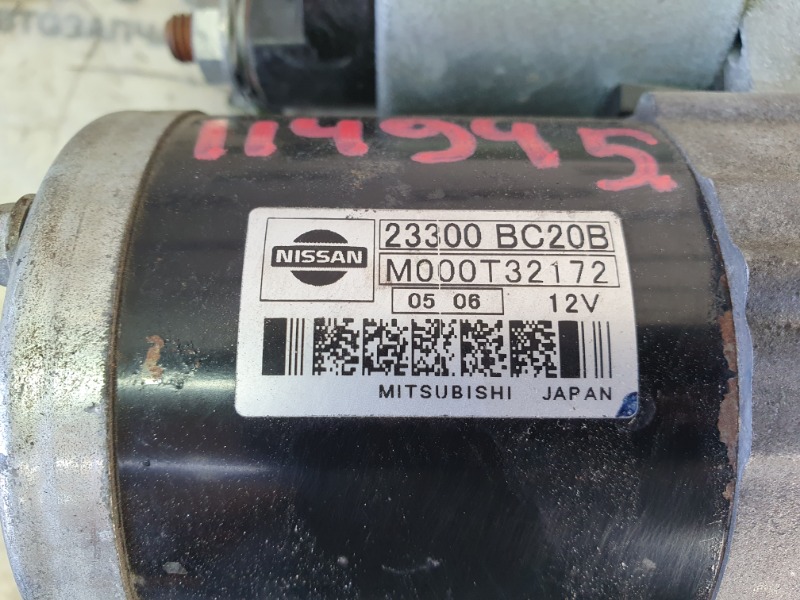 114945
NISSAN
23300 BC20B
M000T32172
05 06
12V
MITSUBISHI JAPAN